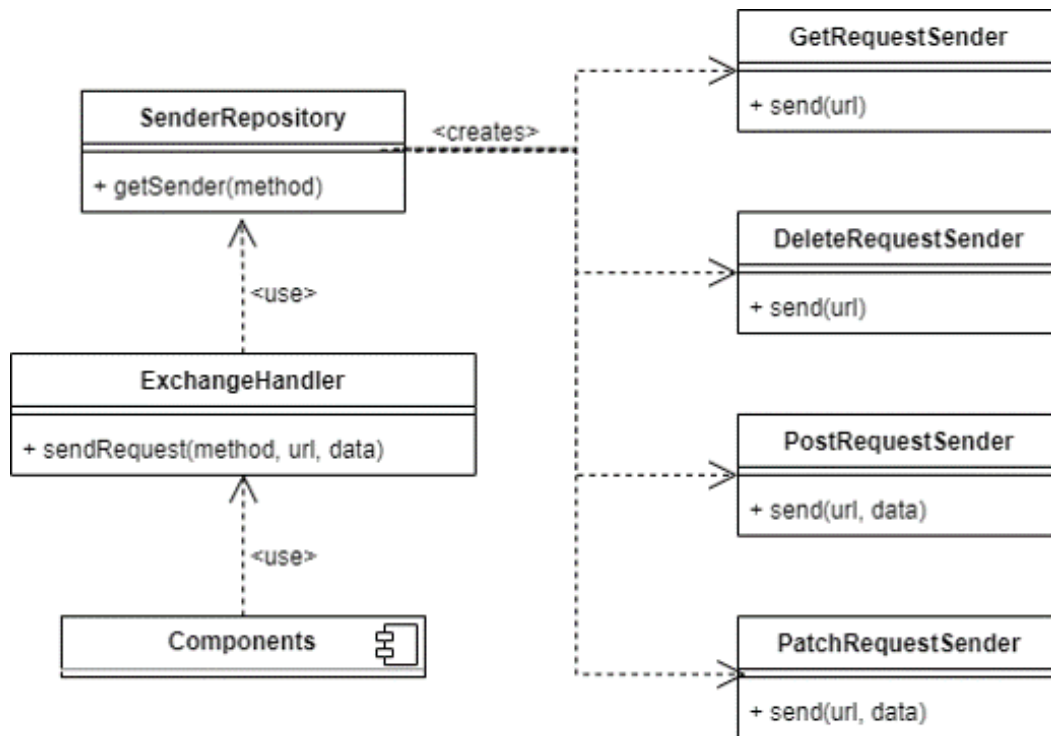 GetRequestSender
+ send(url)
SenderRepository
<creates>
+ getSender(method)
DeleteRequestSender
+ send(url)
<use>
ExchangeHandler
+ sendRequest(method, url, data)
PostRequestSender
+ send(url, data)
<use>
Components
PatchRequestSender
+ send(url, data)